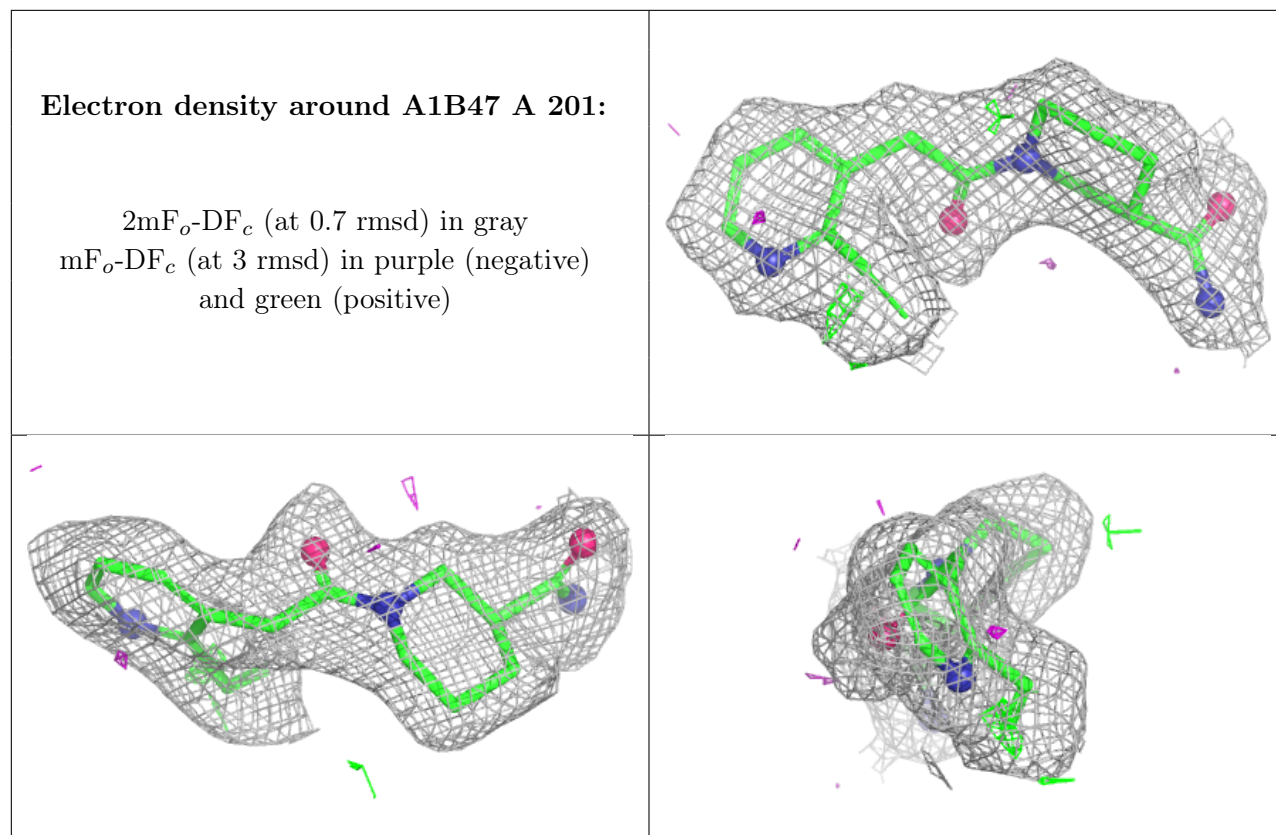 Electron density around A1B47 A 201:
2mFo-DFc (at 0.7 rmsd) in gray
mFo-DFc (at 3 rmsd) in purple (negative)
and green (positive)